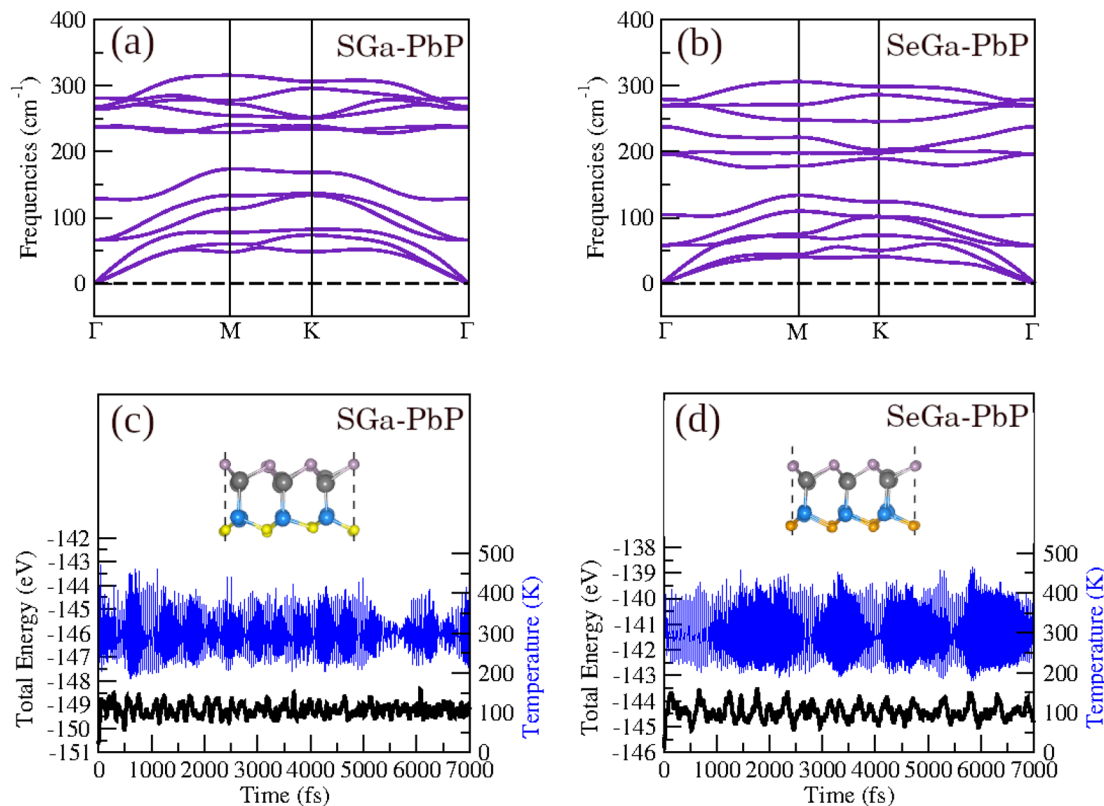 (a) SGa-PbP
400
300
200
100
0
Frequencies (cm⁻¹)
Γ M K Γ
(b) SeGa-PbP
400
300
200
100
0
Frequencies (cm⁻¹)
Γ M K Γ
(c) SGa-PbP
-142
-143
-144
-145
-146
-147
-148
-149
-150
-151
Total Energy (eV)
500
400
300
200
100
0
Temperature (K)
0 1000 2000 3000 4000 5000 6000 7000
Time (fs)
(d) SeGa-PbP
-138
-139
-140
-141
-142
-143
-144
-145
-146
Total Energy (eV)
500
400
300
200
100
0
Temperature (K)
0 1000 2000 3000 4000 5000 6000 7000
Time (fs)